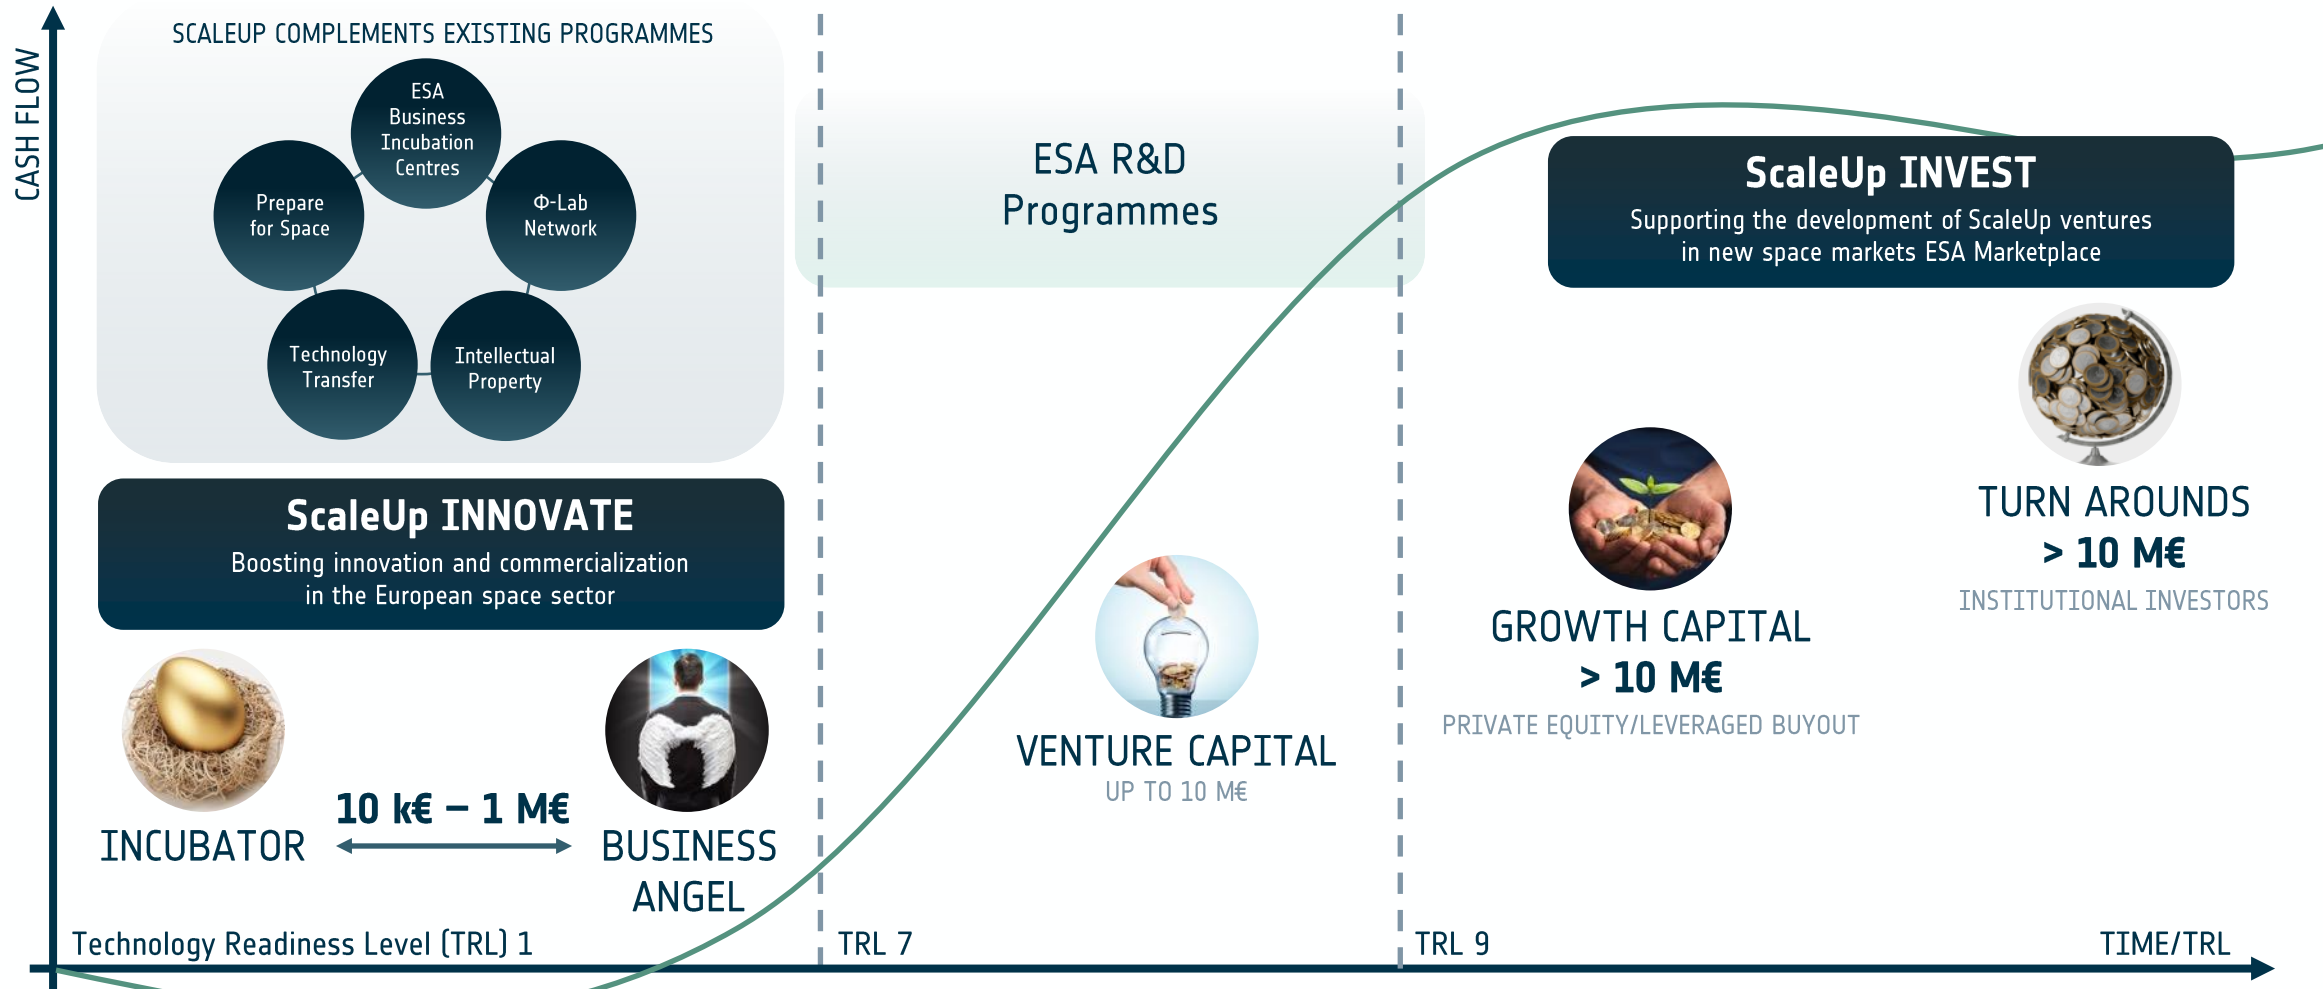 CASH FLOW
SCALEUP COMPLEMENTS EXISTING PROGRAMMES
ESA
Business
Incubation
Centres
Prepare
for Space
Φ-Lab
Network
Technology
Transfer
Intellectual
Property
ScaleUp INNOVATE
Boosting innovation and commercialization
in the European space sector
INCUBATOR
10 k€ – 1 M€
BUSINESS
ANGEL
Technology Readiness Level (TRL) 1
ESA R&D
Programmes
VENTURE CAPITAL
UP TO 10 M€
TRL 7
ScaleUp INVEST
Supporting the development of ScaleUp ventures
in new space markets ESA Marketplace
GROWTH CAPITAL
> 10 M€
PRIVATE EQUITY/LEVERAGED BUYOUT
TURN AROUNDS
> 10 M€
INSTITUTIONAL INVESTORS
TRL 9
TIME/TRL